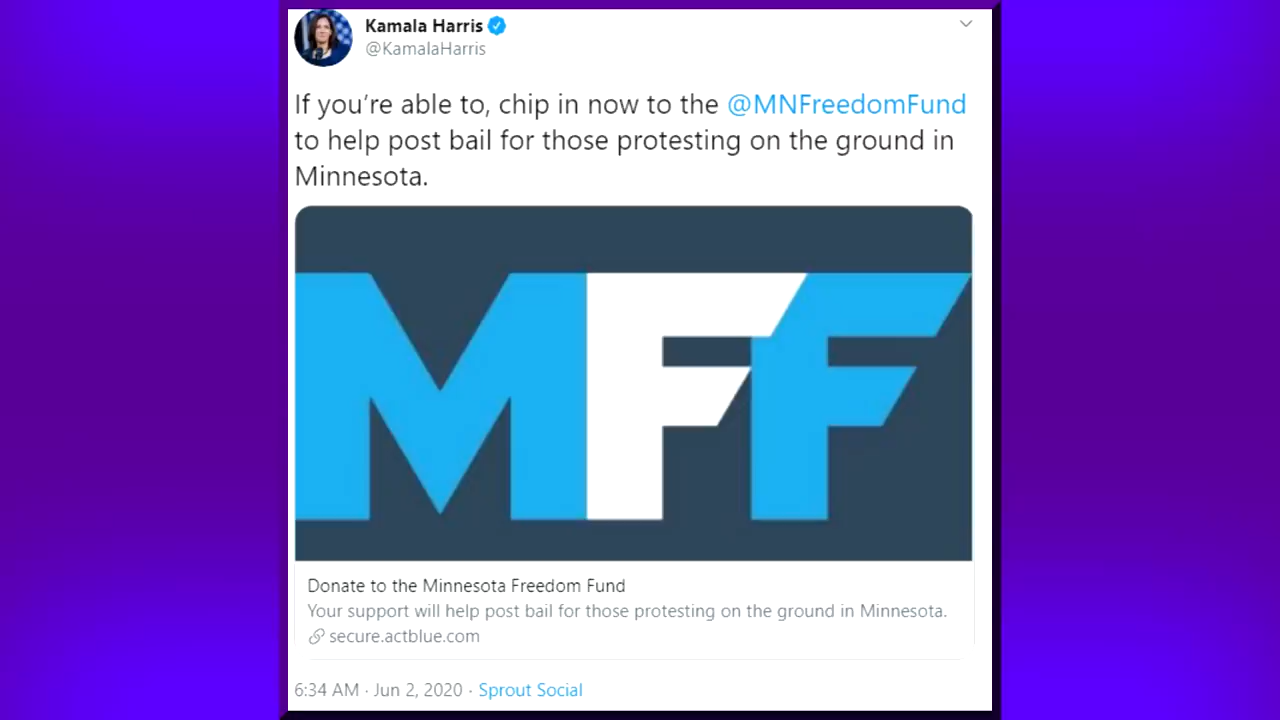 Kamala Harris
@KamalaHarris
If you're able to, chip in now to the @MNFreedomFund
to help post bail for those protesting on the ground in
Minnesota.
MFF
Donate to the Minnesota Freedom Fund
Your support will help post bail for those protesting on the ground in Minnesota.
secure.actblue.com
6:34 AM · Jun 2, 2020 · Sprout Social